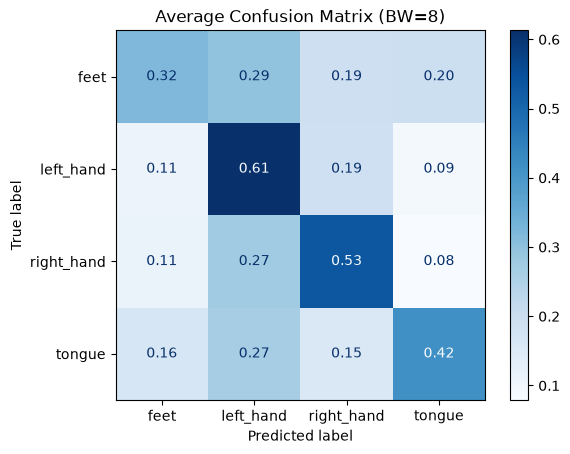 Average Confusion Matrix (BW=8)
True label
feet
0.32 0.29 0.19 0.20
left_hand
0.11 0.61 0.19 0.09
right_hand
0.11 0.27 0.53 0.08
tongue
0.16 0.27 0.15 0.42
feet left_hand right_hand tongue
Predicted label
0.6
0.5
0.4
0.3
0.2
0.1